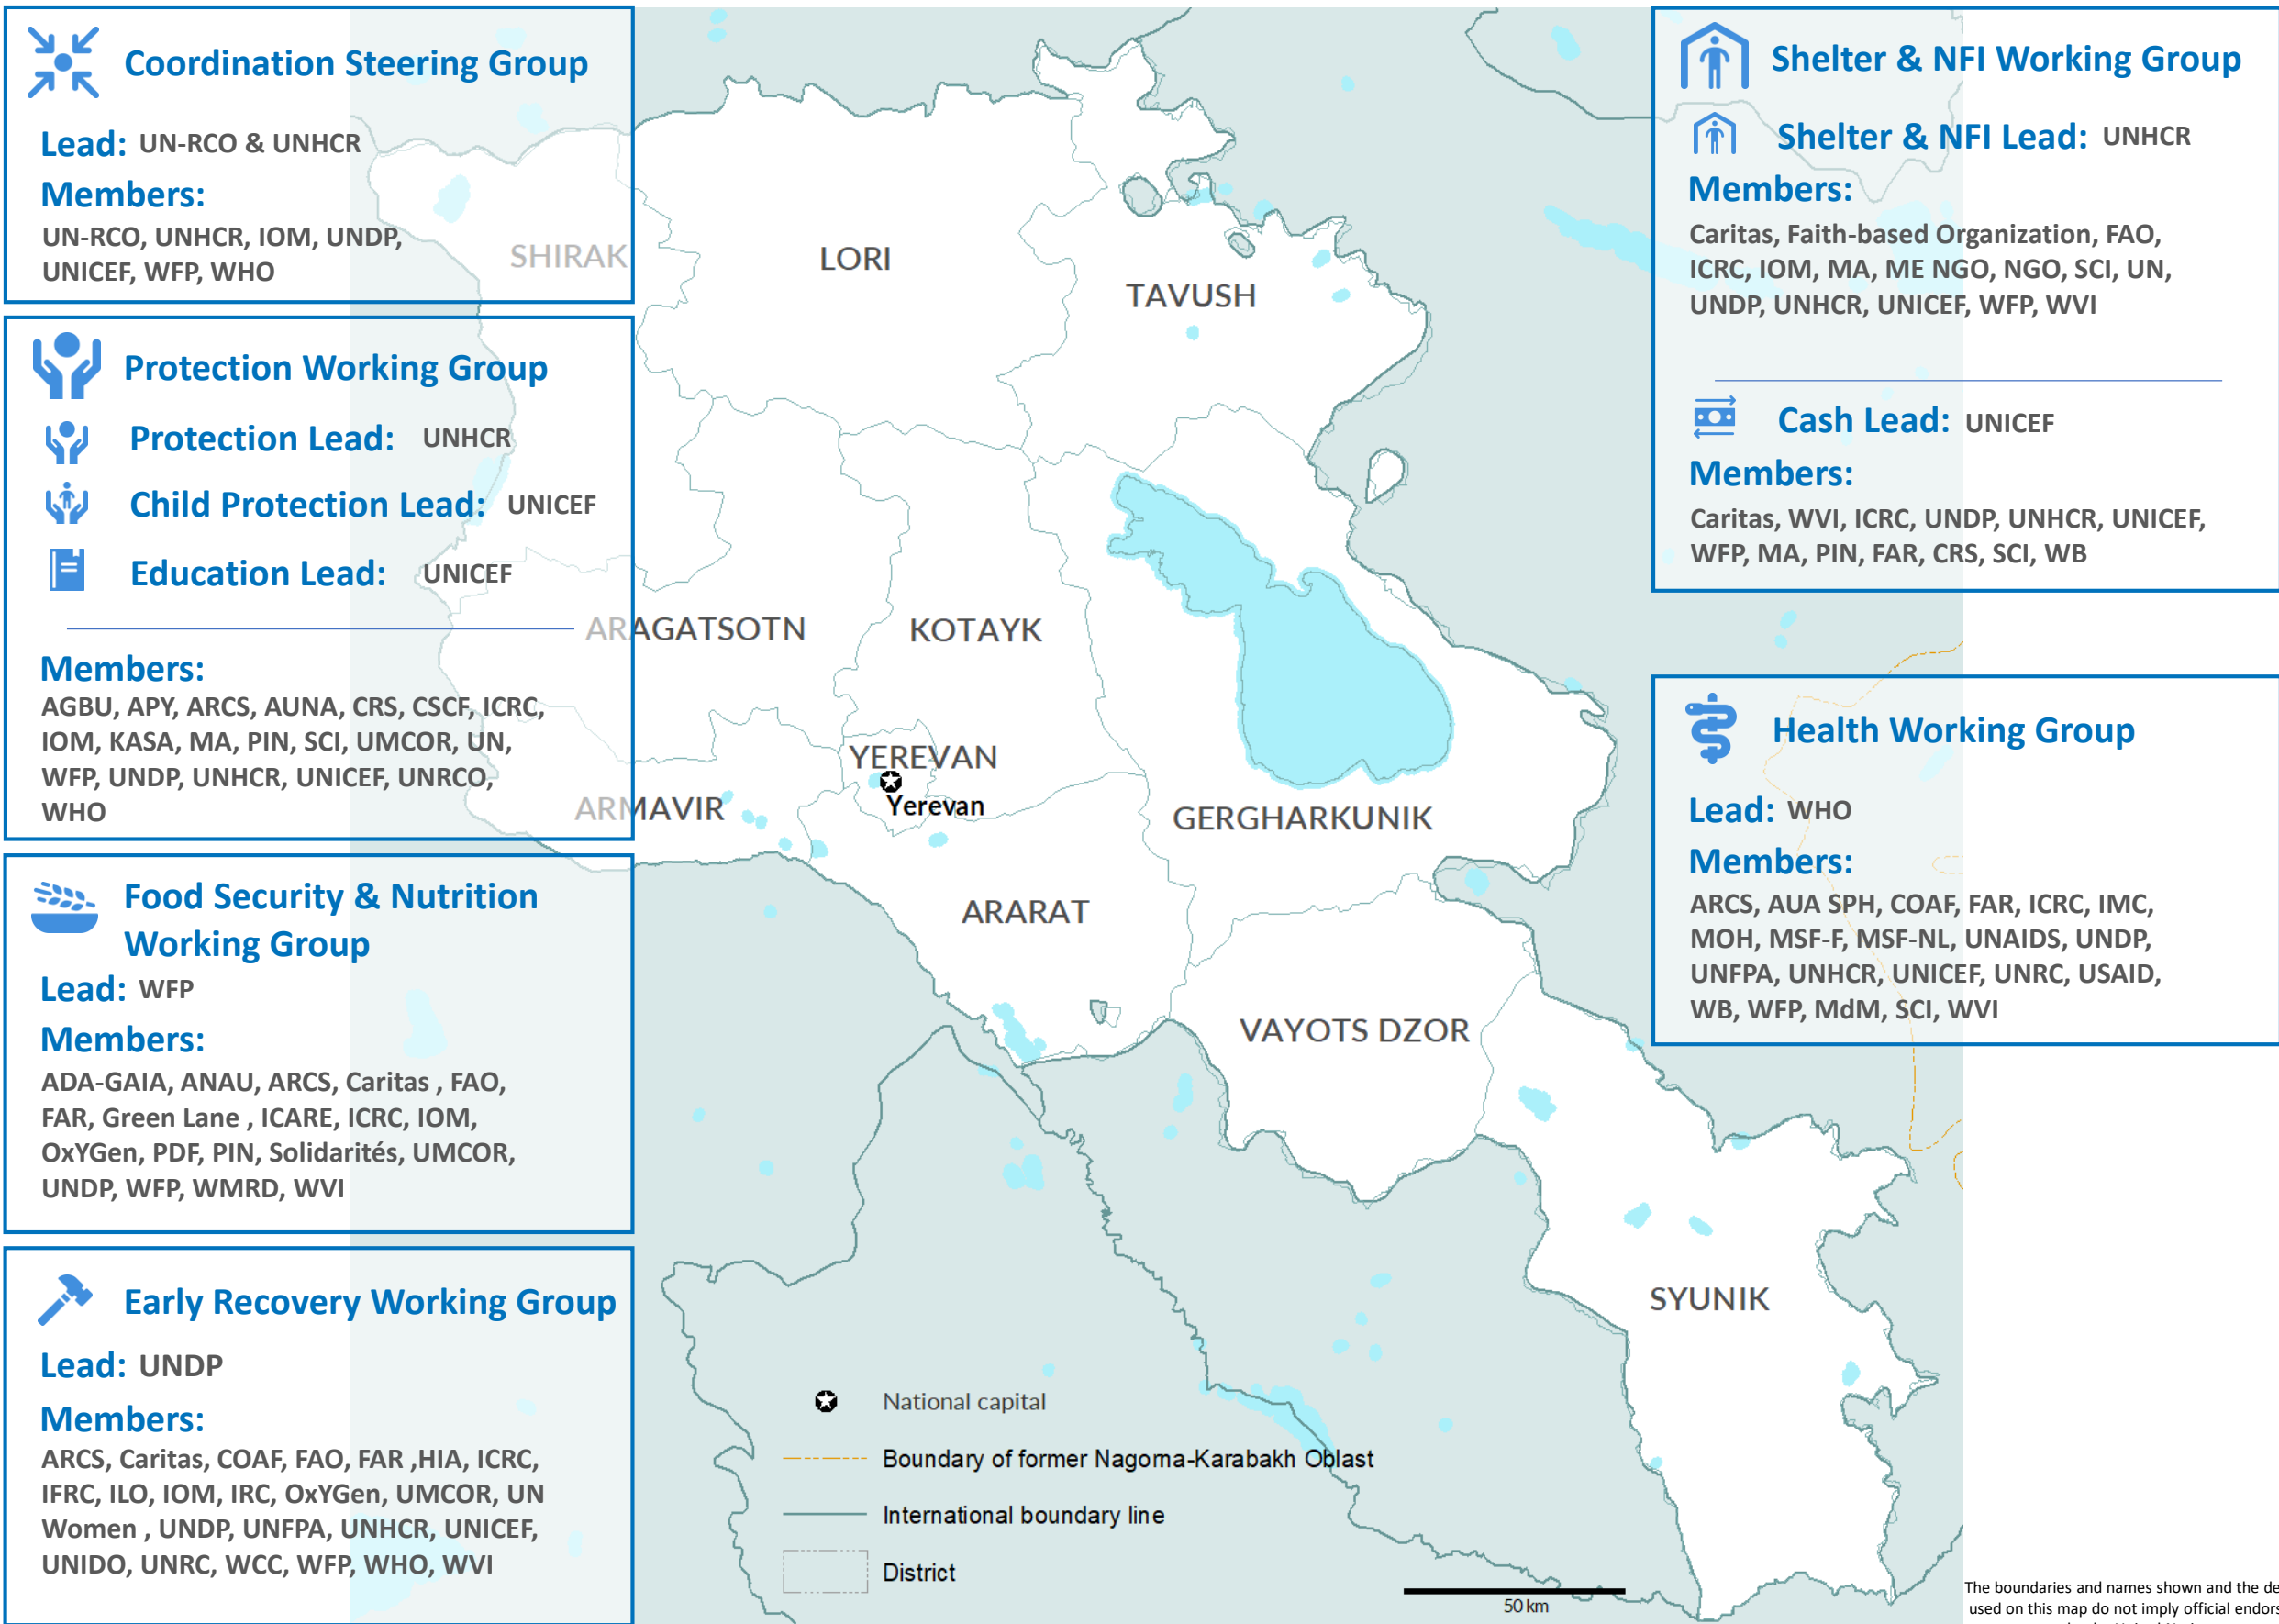 Coordination Steering Group
Lead: UN-RCO & UNHCR
Members:
UN-RCO, UNHCR, IOM, UNDP,
UNICEF, WFP, WHO
Protection Working Group
Protection Lead: UNHCR
Child Protection Lead: UNICEF
Education Lead: UNICEF
Members:
AGBU, APY, ARCS, AUNA, CRS, CSCF, ICRC,
IOM, KASA, MA, PIN, SCI, UMCOR, UN,
WFP, UNDP, UNHCR, UNICEF, UNRCO,
WHO
Food Security & Nutrition
Working Group
Lead: WFP
Members:
ADA-GAIA, ANAU, ARCS, Caritas , FAO,
FAR, Green Lane , ICARE, ICRC, IOM,
OxYGen, PDF, PIN, Solidarités, UMCOR,
UNDP, WFP, WMRD, WVI
Early Recovery Working Group
Lead: UNDP
Members:
ARCS, Caritas, COAF, FAO, FAR ,HIA, ICRC,
IFRC, ILO, IOM, IRC, OxYGen, UMCOR, UN
Women , UNDP, UNFPA, UNHCR, UNICEF,
UNIDO, UNRC, WCC, WFP, WHO, WVI
SHIRAK
LORI
TAVUSH
ARAGATSOTN
KOTAYK
YEREVAN
Yerevan
ARMAVIR
GERGHARKUNIK
ARARAT
VAYOTS DZOR
SYUNIK
National capital
Boundary of former Nagorna-Karabakh Oblast
International boundary line
District
50 km
Shelter & NFI Working Group
Shelter & NFI Lead: UNHCR
Members:
Caritas, Faith-based Organization, FAO,
ICRC, IOM, MA, ME NGO, NGO, SCI, UN,
UNDP, UNHCR, UNICEF, WFP, WVI
Cash Lead: UNICEF
Members:
Caritas, WVI, ICRC, UNDP, UNHCR, UNICEF,
WFP, MA, PIN, FAR, CRS, SCI, WB
Health Working Group
Lead: WHO
Members:
ARCS, AUA SPH, COAF, FAR, ICRC, IMC,
MOH, MSF-F, MSF-NL, UNAIDS, UNDP,
UNFPA, UNHCR, UNICEF, UNRC, USAID,
WB, WFP, MdM, SCI, WVI
The boundaries and names shown and the
used on this map do not imply official